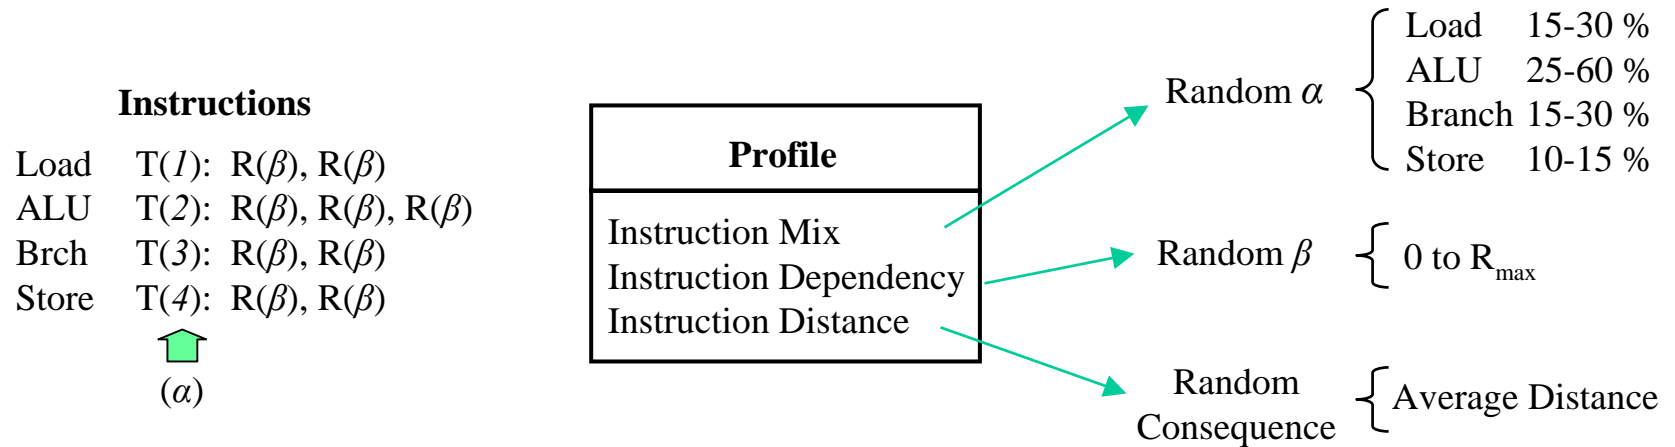 Instructions
Load T(1): R(β), R(β)
ALU T(2): R(β), R(β), R(β)
Brch T(3): R(β), R(β)
Store T(4): R(β), R(β)
(α)
Profile
Instruction Mix
Instruction Dependency
Instruction Distance
Random α
Load 15-30 %
ALU 25-60 %
Branch 15-30 %
Store 10-15 %
Random β
0 to Rmax
Random
Consequence
Average Distance